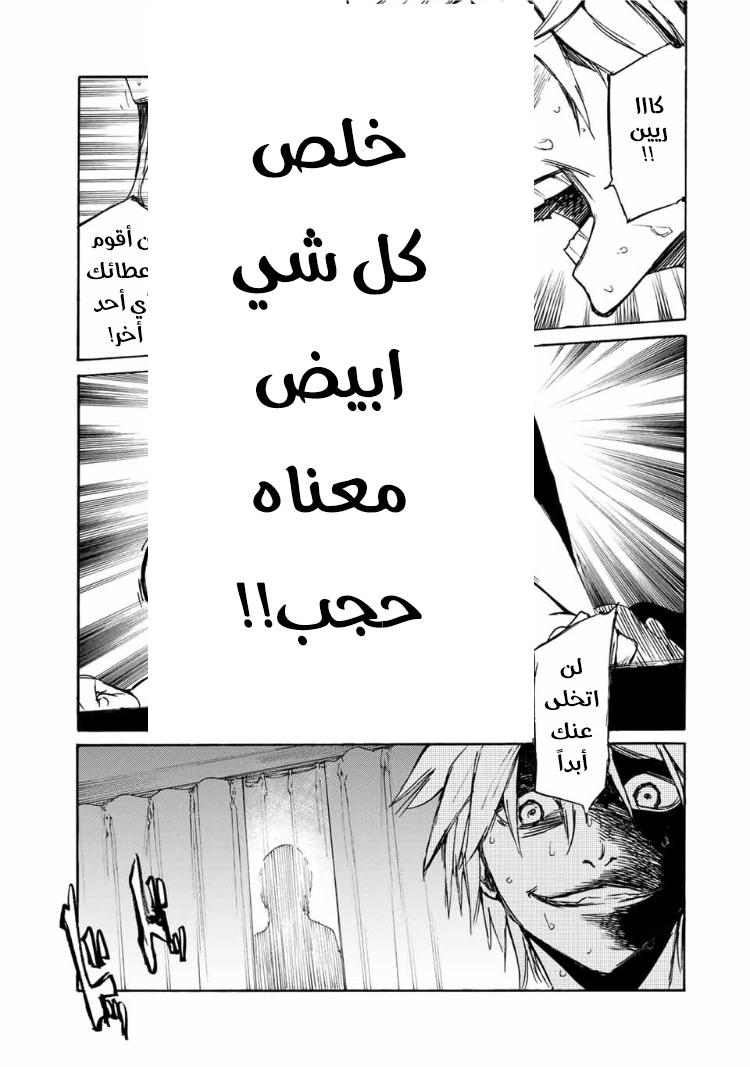 كااا
ريين
!!
ن أقوم
عطائك
ي أحد
أخر!
خلص
كل شي
ابيض
معناه
حجب!!
لن
اتخلى
عنك
أبداً